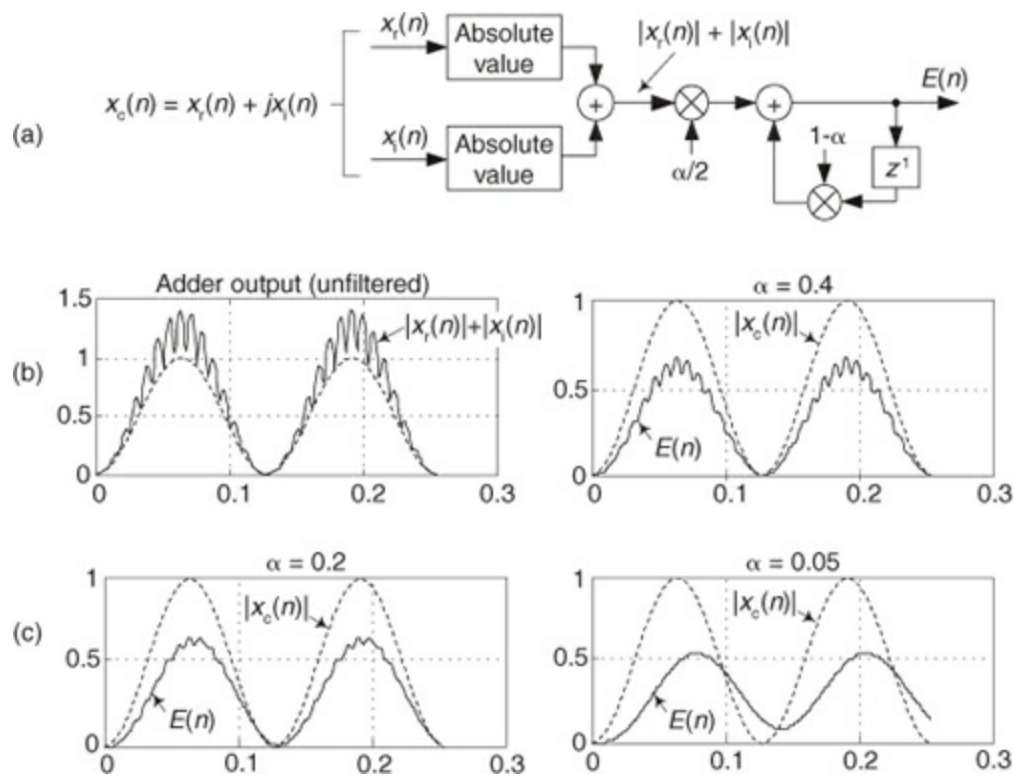 (a)
x_c(n) = x_r(n) + jx_i(n)
x_r(n)
Absolute value
x_i(n)
Absolute value
+
|x_r(n)| + |x_i(n)|
α/2
+
1-α
z¹
E(n)
(b)
Adder output (unfiltered)
1.5
1
0.5
0
|x_r(n)|+|x_i(n)|
0 0.1 0.2 0.3
α = 0.4
1
0.5
0
|x_c(n)|
E(n)
0 0.1 0.2 0.3
(c)
α = 0.2
1
0.5
0
|x_c(n)|
E(n)
0 0.1 0.2 0.3
α = 0.05
1
0.5
0
|x_c(n)|
E(n)
0 0.1 0.2 0.3